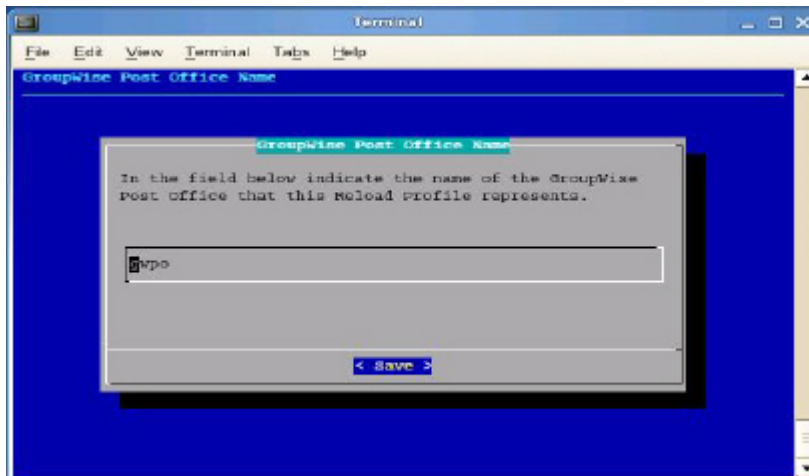 Terminal
File Edit View Terminal Tabs Help
GroupWise Post Office Name
GroupWise Post Office Name
In the field below indicate the name of the GroupWise
Post Office that this Reload Profile represents.
gwpo
< Save >